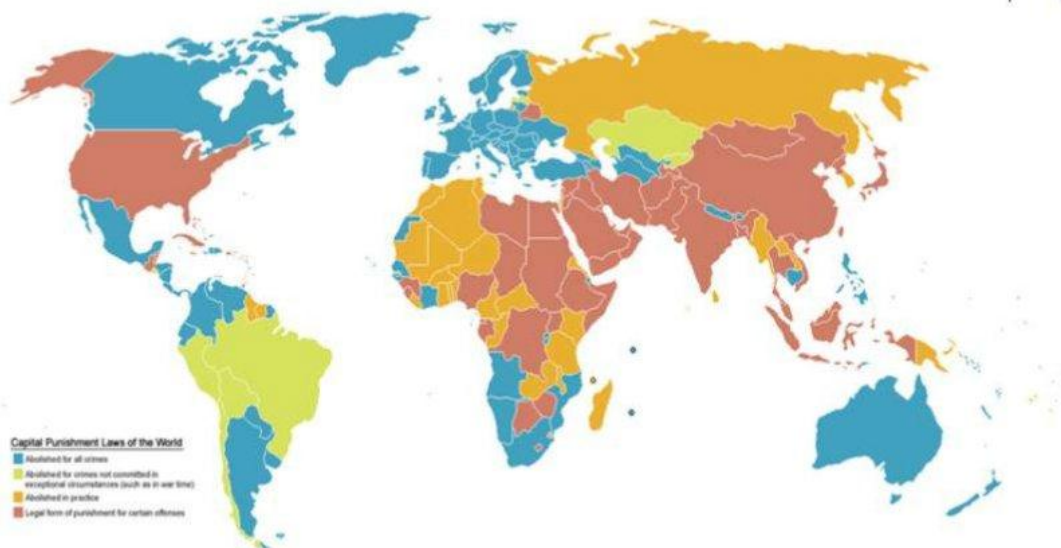 Capital Punishment Laws of the World
Abolished for all crimes
Abolished for crimes not committed in
exceptional circumstances (such as in war time)
Abolished in practice
Legal form of punishment for certain offenses